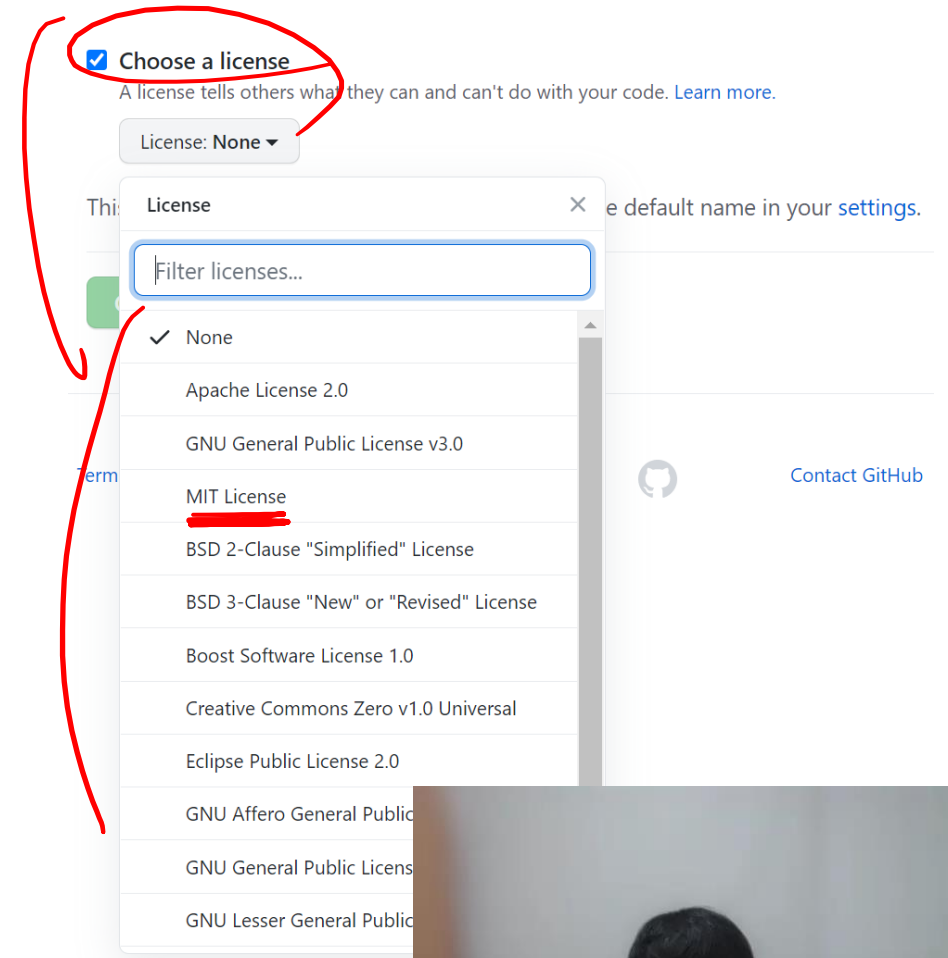 Choose a license
A license tells others what they can and can't do with your code. Learn more.
License: None
License
e default name in your settings.
Filter licenses...
None
Apache License 2.0
GNU General Public License v3.0
Contact GitHub
MIT License
BSD 2-Clause "Simplified" License
BSD 3-Clause "New" or "Revised" License
Boost Software License 1.0
Creative Commons Zero v1.0 Universal
Eclipse Public License 2.0
GNU Affero General Public
GNU General Public Licens
GNU Lesser General Public